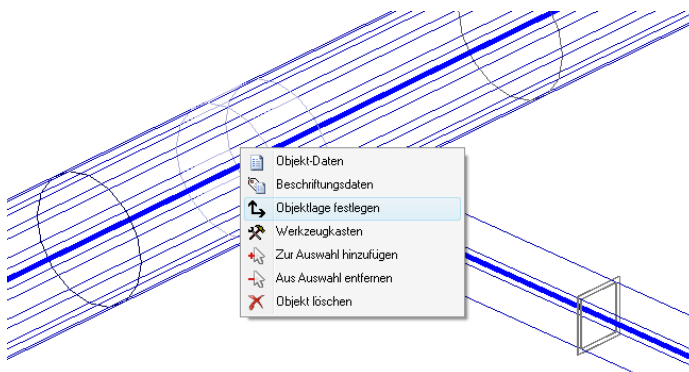 Objekt-Daten
Beschriftungsdaten
Objektlage festlegen
Werkzeugkasten
Zur Auswahl hinzufügen
Aus Auswahl entfernen
Objekt löschen